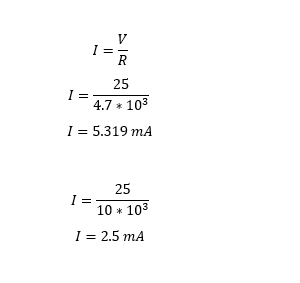 I = V/R
I = 25/(4.7 * 10³)
I = 5.319 mA
I = 25/(10 * 10³)
I = 2.5 mA